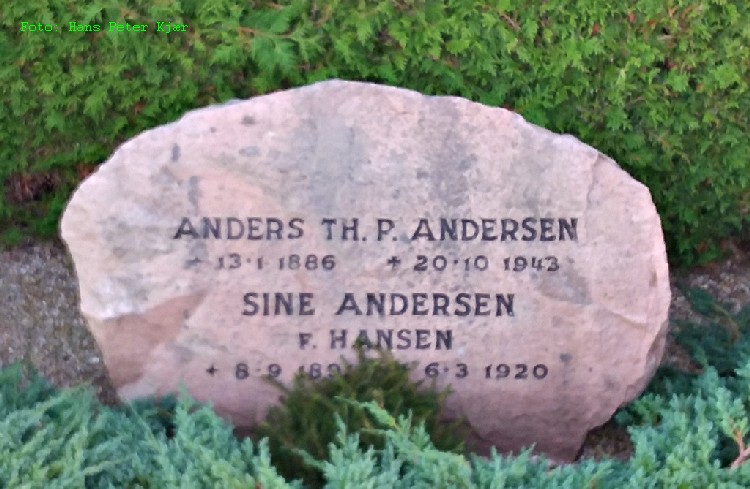 Foto: Hans Peter Kjær
ANDERS TH. P. ANDERSEN
+ 13·1 1886 + 20·10 1943
SINE ANDERSEN
F. HANSEN
+ 8·9 6·3 1920